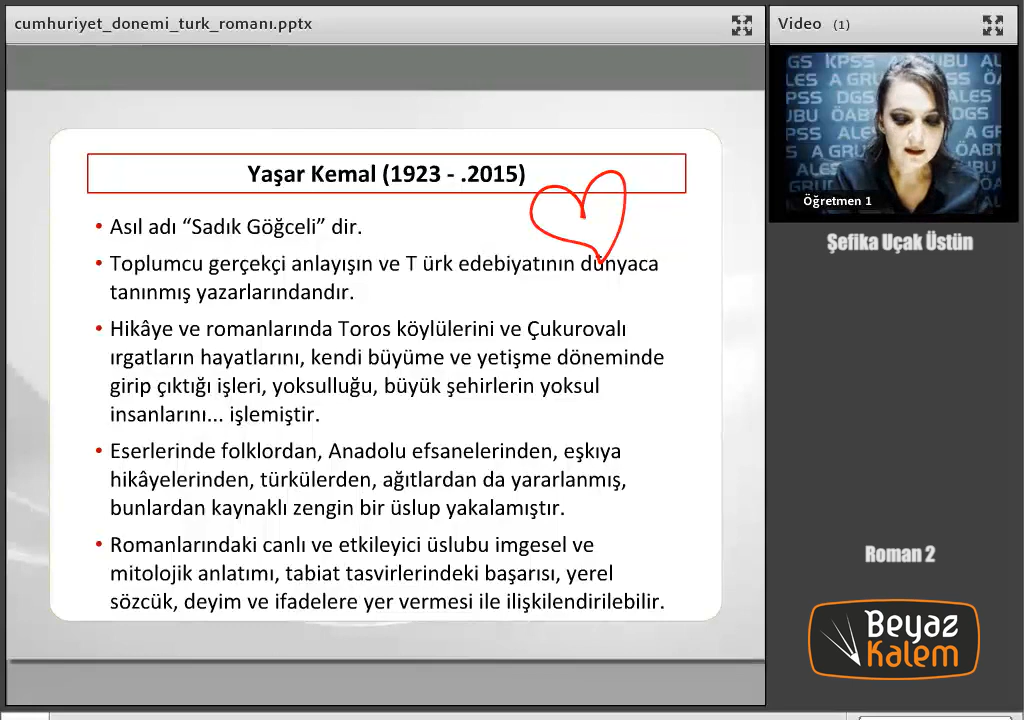 cumhuriyet_donemi_turk_romanı.pptx
Video (1)
Yaşar Kemal (1923 - .2015)
• Asıl adı “Sadık Göğceli” dir.
• Toplumcu gerçekçi anlayışın ve T ürk edebiyatının dünyaca
tanınmış yazarlarındandır.
• Hikâye ve romanlarında Toros köylülerini ve Çukurovalı
ırgatların hayatlarını, kendi büyüme ve yetişme döneminde
girip çıktığı işleri, yoksulluğu, büyük şehirlerin yoksul
insanlarını... işlemiştir.
• Eserlerinde folklordan, Anadolu efsanelerinden, eşkıya
hikâyelerinden, türkülerden, ağıtlardan da yararlanmış,
bunlardan kaynaklı zengin bir üslup yakalamıştır.
• Romanlarındaki canlı ve etkileyici üslubu imgesel ve
mitolojik anlatımı, tabiat tasvirlerindeki başarısı, yerel
sözcük, deyim ve ifadelere yer vermesi ile ilişkilendirilebilir.
Öğretmen 1
Şefika Uçak Üstün
Roman 2
Beyaz
Kalem